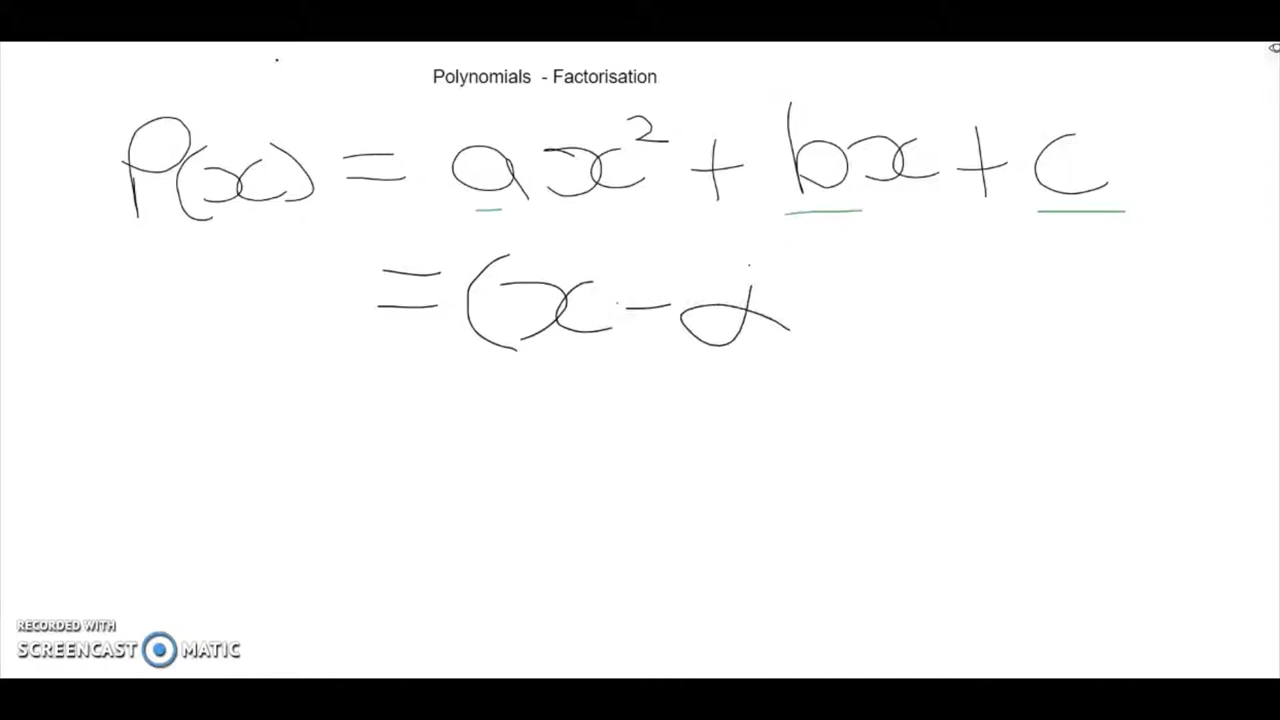 Polynomials - Factorisation
P(x) = ax² + bx + c
= (x - α
RECORDED WITH
SCREENCAST MATIC